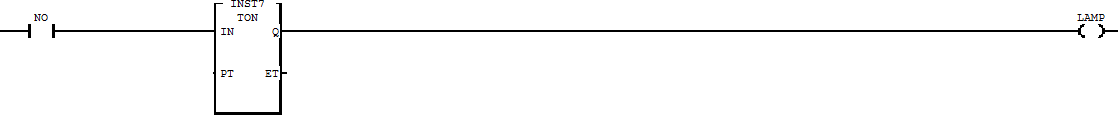 NO
INST7
TON
IN Q
PT ET
LAMP